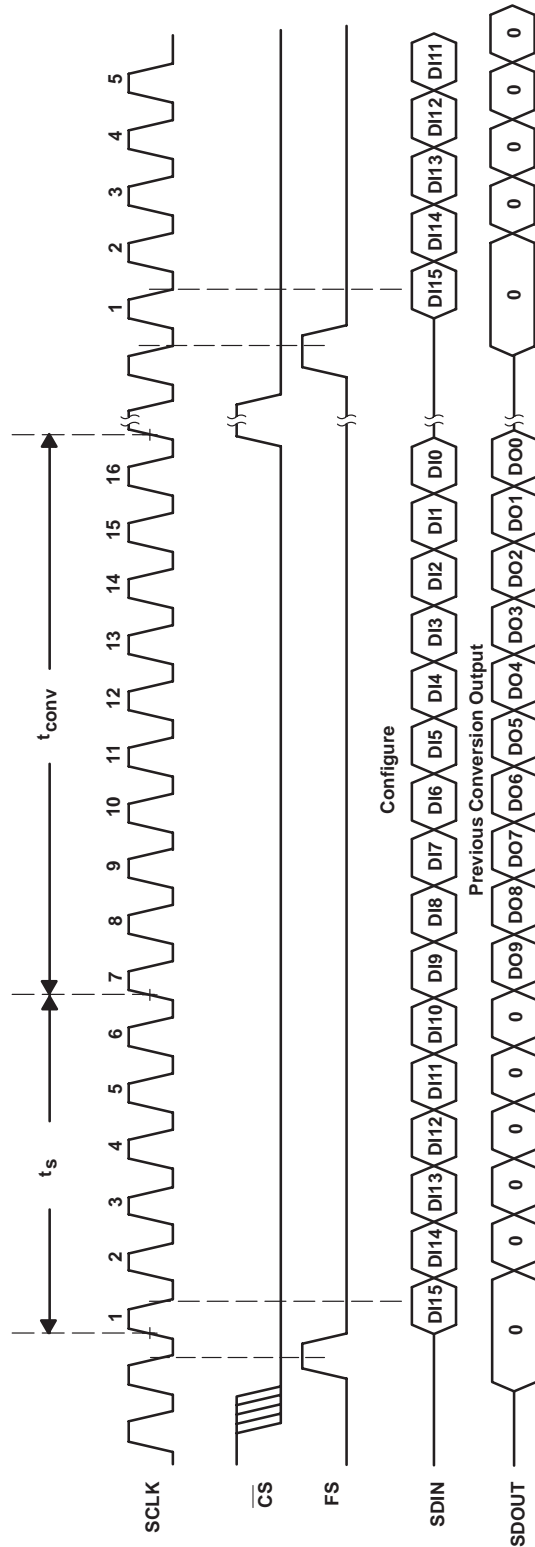 ts
tconv
1 2 3 4 5 6 7 8 9 10 11 12 13 14 15 16 1 2 3 4 5
SCLK
CS
FS
Configure
SDIN DI15 DI14 DI13 DI12 DI11 DI10 DI9 DI8 DI7 DI6 DI5 DI4 DI3 DI2 DI1 DI0 DI15 DI14 DI13 DI12 DI11
Previous Conversion Output
SDOUT 0 0 0 0 0 0 DO9 DO8 DO7 DO6 DO5 DO4 DO3 DO2 DO1 DO0 0 0 0 0 0